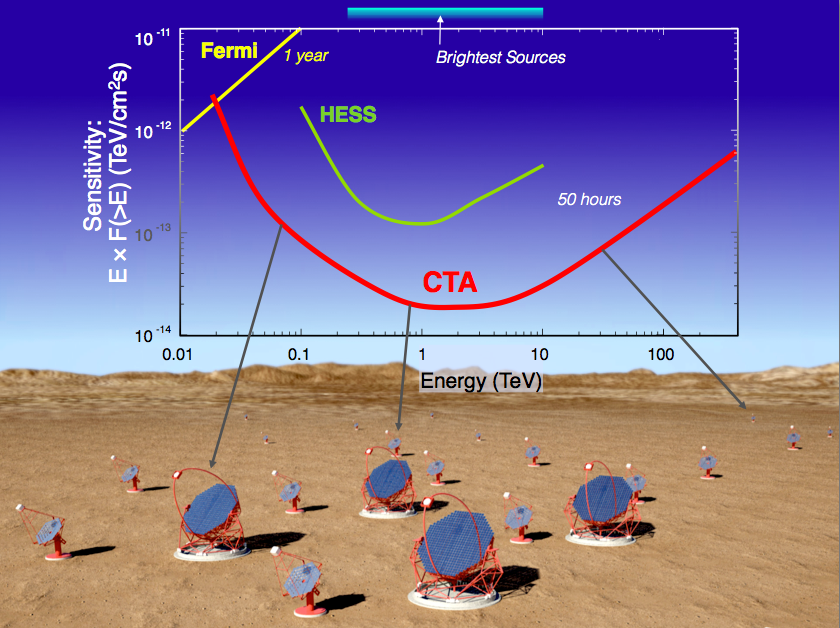 10 -11
Fermi
1 year
Brightest Sources
HESS
10 -12
Sensitivity:
E × F(>E) (TeV/cm2s)
50 hours
10 -13
CTA
10 -14
0.01 0.1 1 10 100
Energy (TeV)